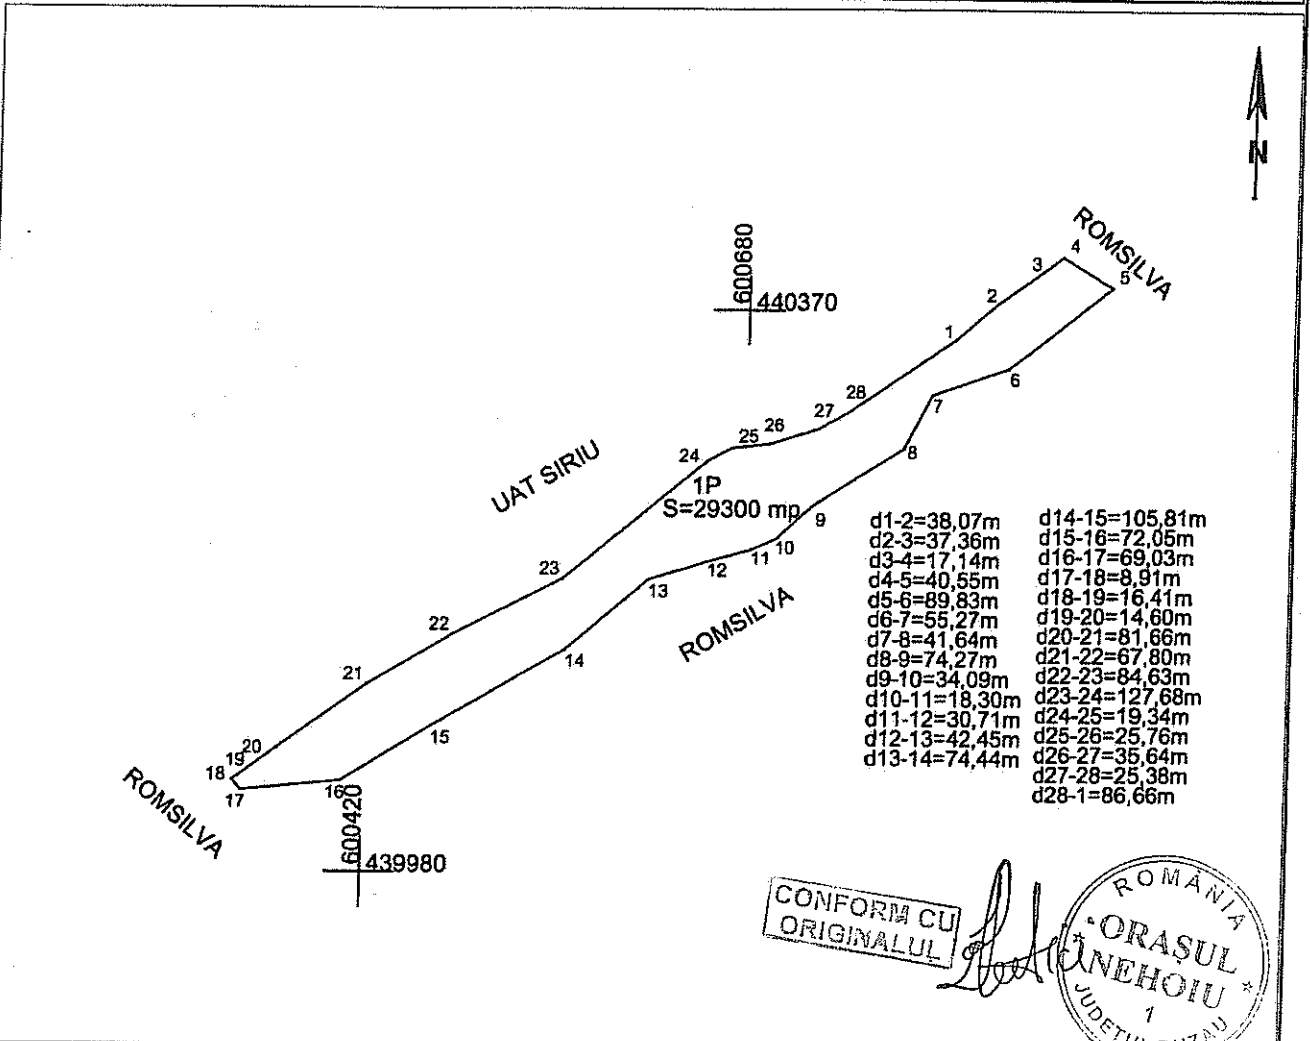 N
ROMSILVA
600680
440370
3
4
5
2
1
6
28
7
27
26
25
8
24
UAT SIRIU
1P
S=29300 mp
9
10
11
12
23
13
ROMSILVA
22
14
21
15
20
19
18
17
16
ROMSILVA
600420
439980
d1-2=38,07m
d2-3=37,36m
d3-4=17,14m
d4-5=40,55m
d5-6=89,83m
d6-7=55,27m
d7-8=41,64m
d8-9=74,27m
d9-10=34,09m
d10-11=18,30m
d11-12=30,71m
d12-13=42,45m
d13-14=74,44m
d14-15=105,81m
d15-16=72,05m
d16-17=69,03m
d17-18=8,91m
d18-19=16,41m
d19-20=14,60m
d20-21=81,66m
d21-22=67,80m
d22-23=84,63m
d23-24=127,68m
d24-25=19,34m
d25-26=25,76m
d26-27=35,64m
d27-28=25,38m
d28-1=86,66m
CONFORM CU
ORIGINALUL
ROMÂNIA
ORAȘUL
NEHOIU
1
JUDEȚUL BUZĂU